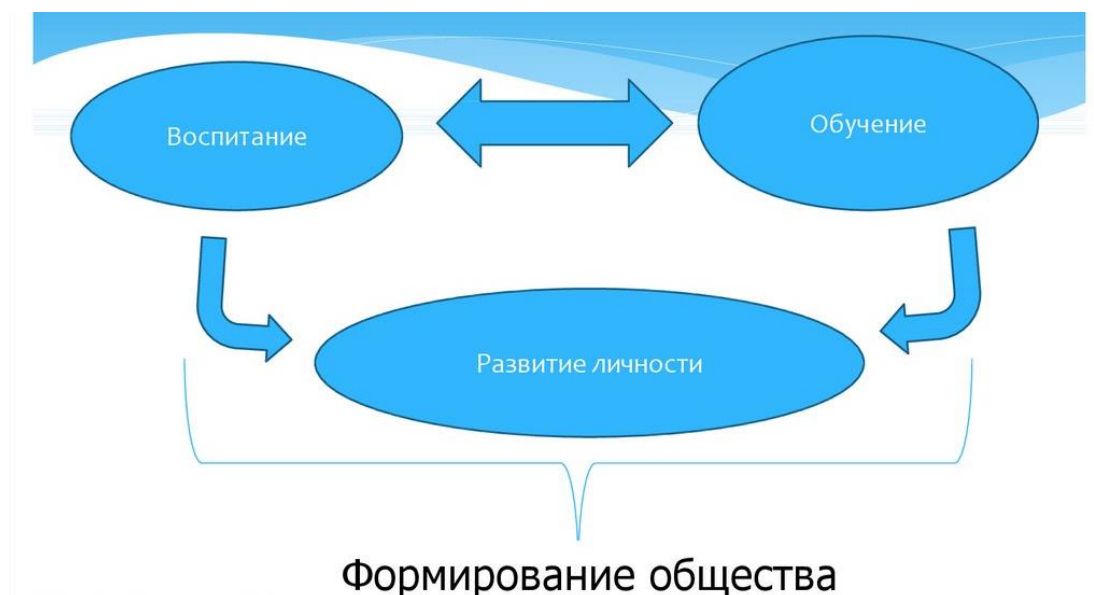 Воспитание
Обучение
Развитие личности
Формирование общества